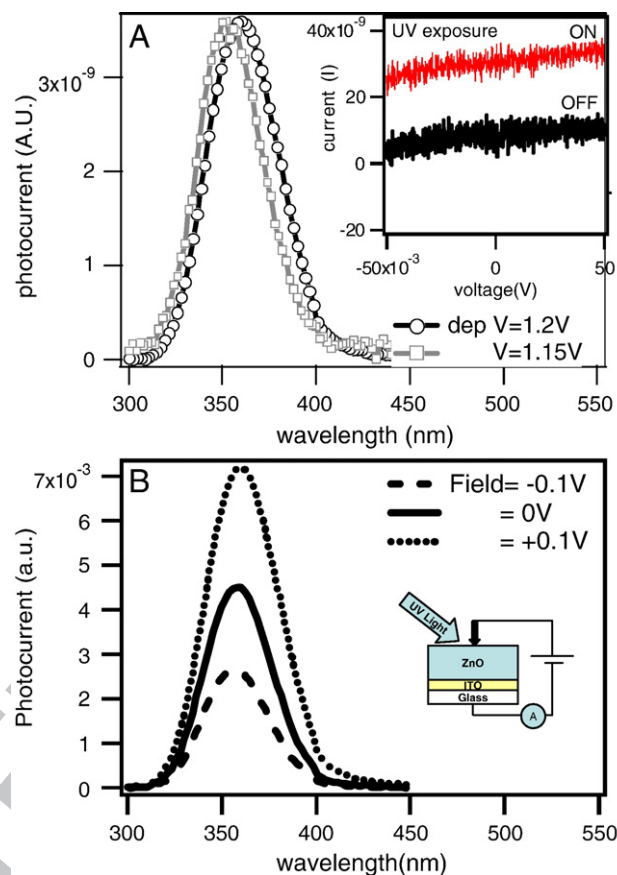 A
photocurrent (A.U.)
3x10⁻⁹
2
1
0
300 350 400 450 500 550
wavelength (nm)
UV exposure
ON
OFF
current (I)
40x10⁻⁹
20
0
-20
-50x10⁻³ 0 50
voltage(V)
dep V=1.2V
V=1.15V
B
Photocurrent (a.u.)
7x10⁻³
6
5
4
3
2
1
0
300 350 400 450 500 550
wavelength(nm)
Field= -0.1V
= 0V
= +0.1V
UV Light
ZnO
ITO
Glass
A